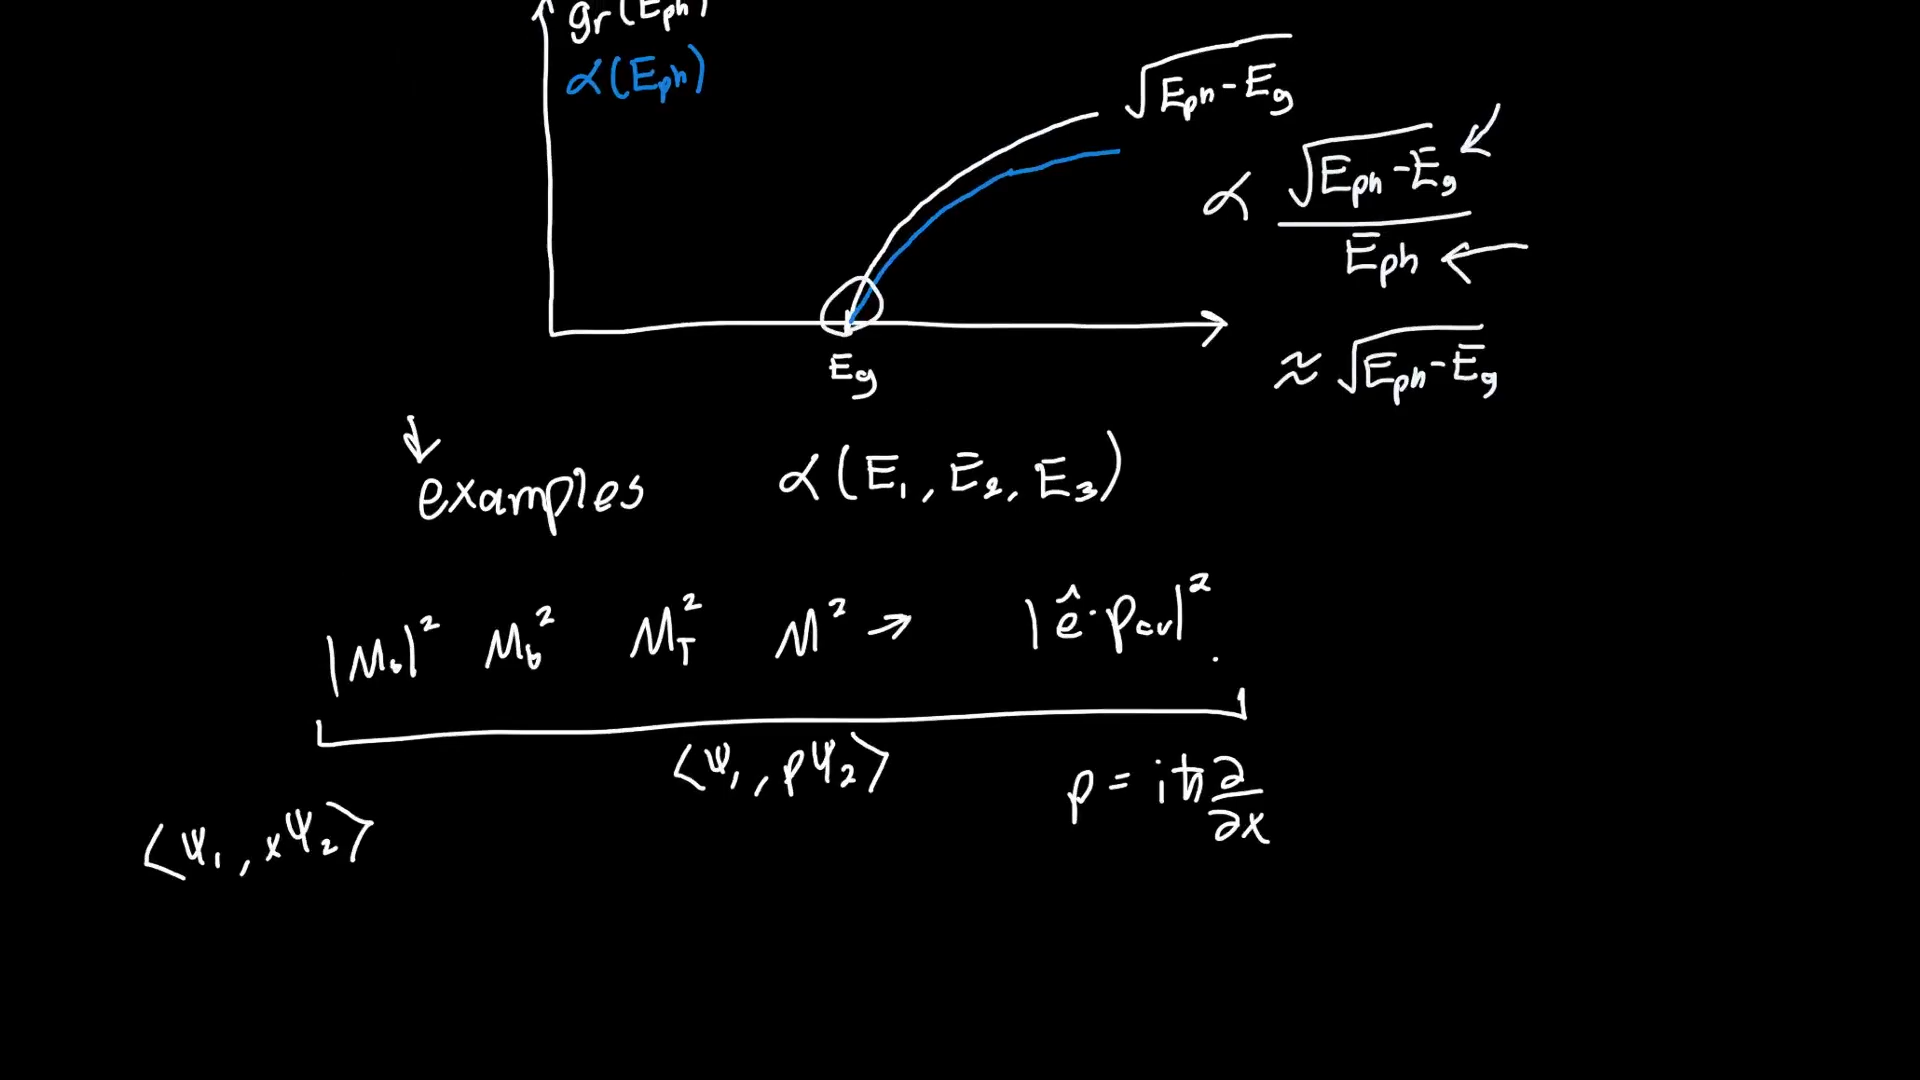 gr(Eph)
α(Eph)
√Eph-Eg
α √Eph-Eg / Eph
Eg
≈ √Eph-Eg
examples α(E1, E2, E3)
|Mb|² Mb² MT² M² → |ê·pcv|².
⟨Ψ1, pΨ2⟩ p = iħ ∂/∂x
⟨Ψ1, xΨ2⟩